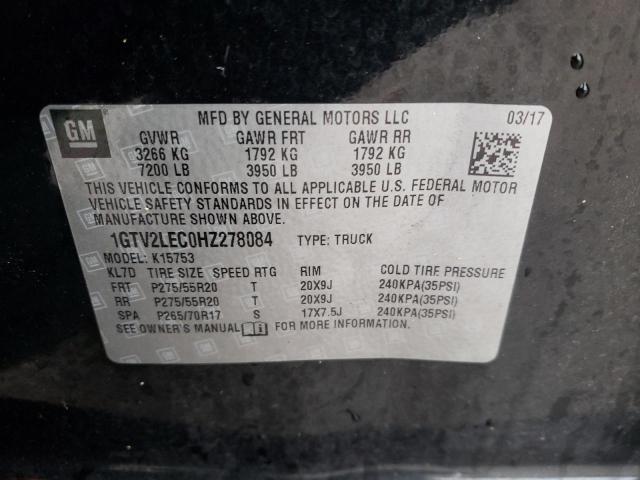 GM
MFD BY GENERAL MOTORS LLC 03/17
GVWR GAWR FRT GAWR RR
3266 KG 1792 KG 1792 KG
7200 LB 3950 LB 3950 LB
THIS VEHICLE CONFORMS TO ALL APPLICABLE U.S. FEDERAL MOTOR
VEHICLE SAFETY STANDARDS IN EFFECT ON THE DATE OF
MANUFACTURE SHOWN ABOVE.
1GTV2LEC0HZ278084 TYPE: TRUCK
MODEL: K15753
KL7D TIRE SIZE SPEED RTG RIM COLD TIRE PRESSURE
FRT P275/55R20 T 20X9J 240KPA(35PSI)
RR P275/55R20 T 20X9J 240KPA(35PSI)
SPA P265/70R17 S 17X7.5J 240KPA(35PSI)
SEE OWNER'S MANUAL FOR MORE INFORMATION.